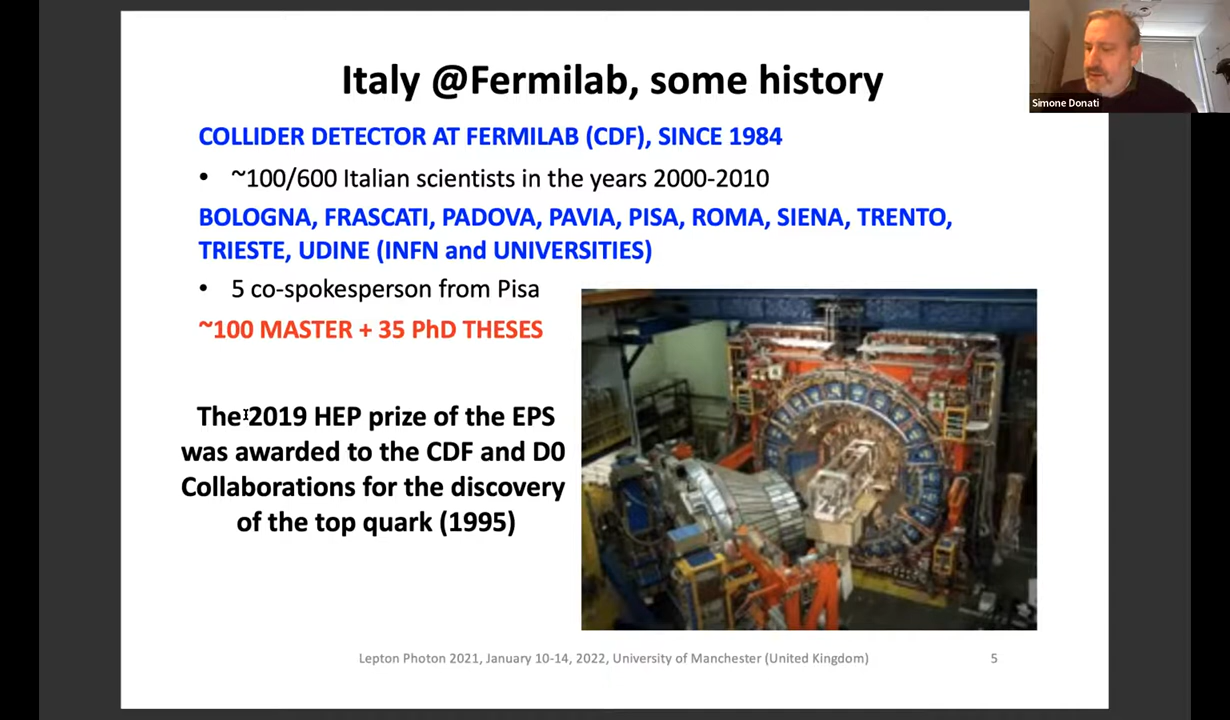 Italy @Fermilab, some history
Simone Donati
COLLIDER DETECTOR AT FERMILAB (CDF), SINCE 1984
• ~100/600 Italian scientists in the years 2000-2010
BOLOGNA, FRASCATI, PADOVA, PAVIA, PISA, ROMA, SIENA, TRENTO,
TRIESTE, UDINE (INFN and UNIVERSITIES)
• 5 co-spokesperson from Pisa
~100 MASTER + 35 PhD THESES
The 2019 HEP prize of the EPS
was awarded to the CDF and D0
Collaborations for the discovery
of the top quark (1995)
Lepton Photon 2021, January 10-14, 2022, University of Manchester (United Kingdom)
5